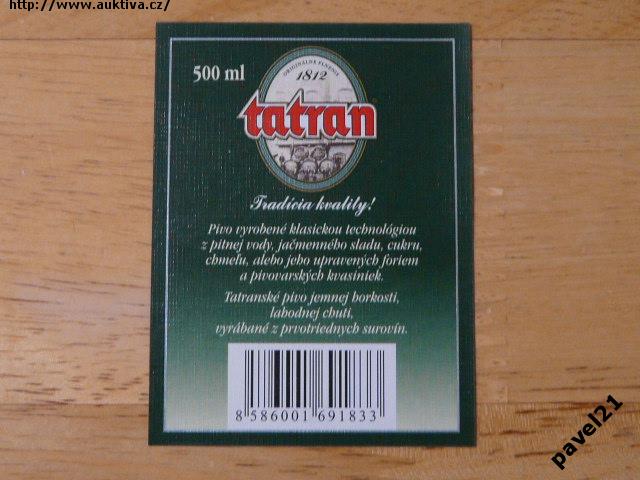 http://www.auktiva.cz/
500 ml
ORIGINÁLNE PLNENIE
1812
tatran
Tradícia kvality!
Pivo vyrobené klasickou technológiou
z pitnej vody, jačmenného sladu, cukru,
chmeľu, alebo jeho upravených foriem
a pivovarských kvasiniek.
Tatranské pivo jemnej horkosti,
lahodnej chuti,
vyrábané z prvotriednych surovín.
8 586001 691833
pavel21